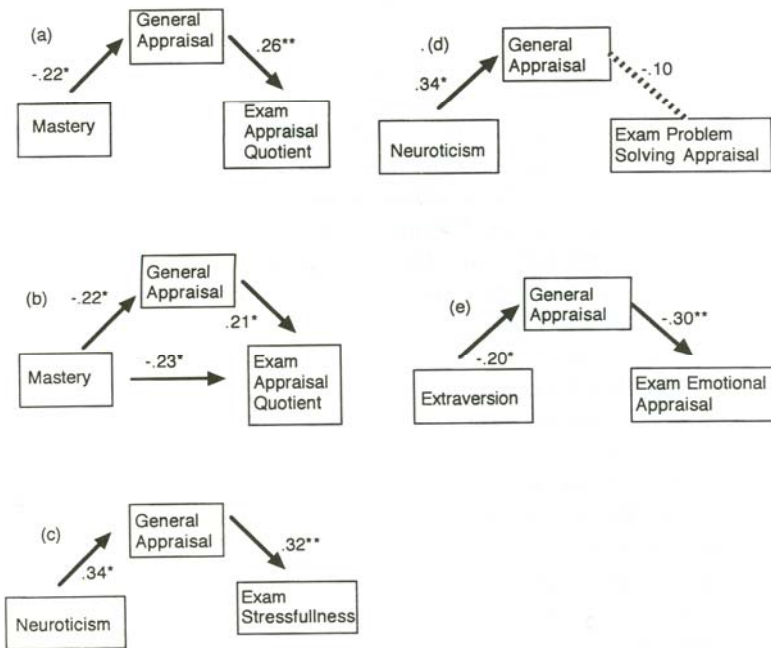 (a)
General
Appraisal
-.22*
.26**
Mastery
Exam
Appraisal
Quotient
(b)
General
Appraisal
-.22*
.21*
-.23*
Mastery
Exam
Appraisal
Quotient
(c)
General
Appraisal
.34*
.32**
Neuroticism
Exam
Stressfullness
.(d)
General
Appraisal
.34*
-.10
Neuroticism
Exam Problem
Solving Appraisal
(e)
General
Appraisal
-.20*
-.30**
Extraversion
Exam Emotional
Appraisal